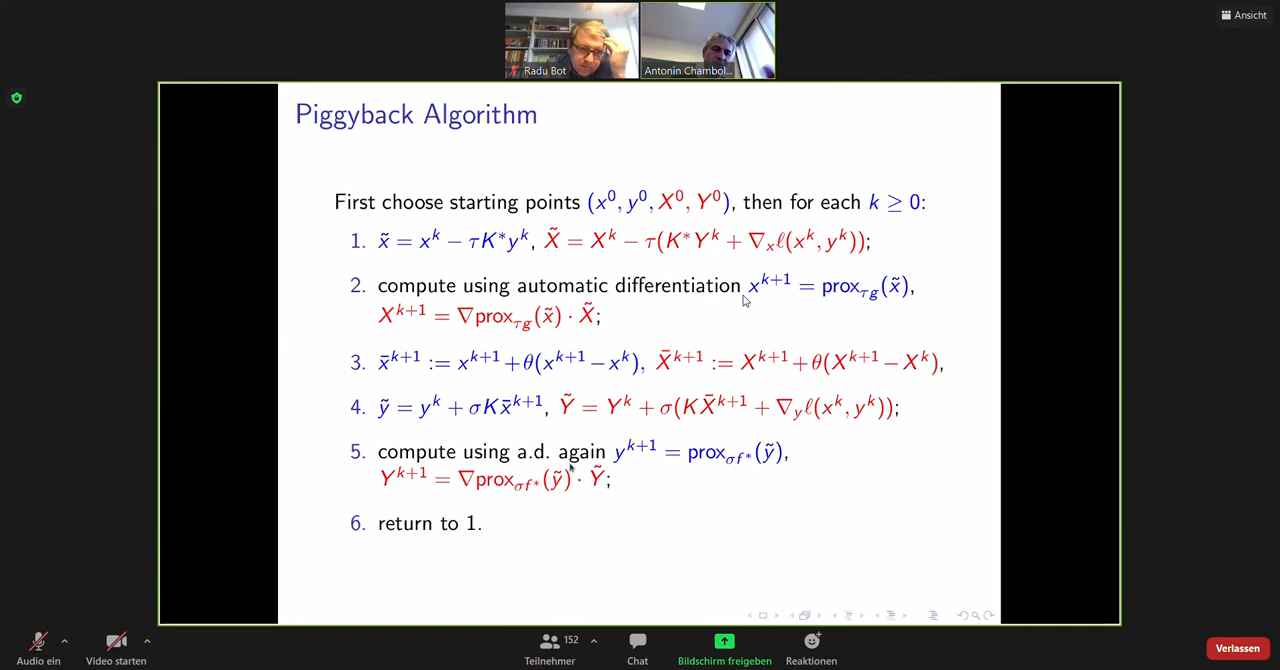 Ansicht
Radu Bot
Antonin Chambol...
Piggyback Algorithm
First choose starting points (x⁰, y⁰, X⁰, Y⁰), then for each k ≥ 0:
1. x̃ = xᵏ − τK*yᵏ, X̃ = Xᵏ − τ(K*Yᵏ + ∇ₓℓ(xᵏ, yᵏ));
2. compute using automatic differentiation xᵏ⁺¹ = prox_τg(x̃),
Xᵏ⁺¹ = ∇prox_τg(x̃) · X̃;
3. x̄ᵏ⁺¹ := xᵏ⁺¹ + θ(xᵏ⁺¹ − xᵏ), X̄ᵏ⁺¹ := Xᵏ⁺¹ + θ(Xᵏ⁺¹ − Xᵏ),
4. ỹ = yᵏ + σKx̄ᵏ⁺¹, Ỹ = Yᵏ + σ(KX̄ᵏ⁺¹ + ∇_yℓ(xᵏ, yᵏ));
5. compute using a.d. again yᵏ⁺¹ = prox_σf*(ỹ),
Yᵏ⁺¹ = ∇prox_σf*(ỹ) · Ỹ;
6. return to 1.
152
Audio ein
Video starten
Teilnehmer
Chat
Bildschirm freigeben
Reaktionen
Verlassen